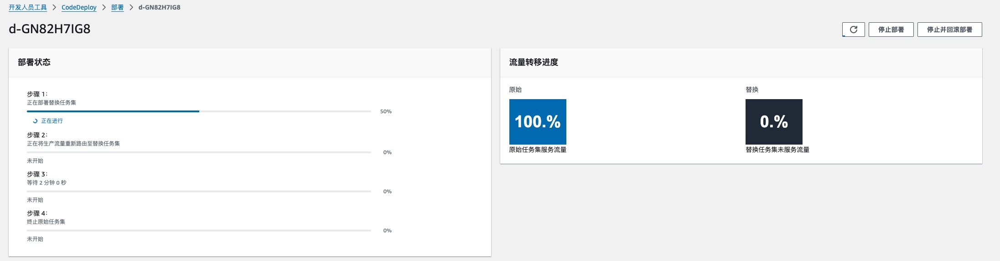 开发人员工具 > CodeDeploy > 部署 > d-GN82H7IG8
d-GN82H7IG8
停止部署
停止并回滚部署
部署状态
步骤 1:
正在部署替换任务集
50%
正在进行
步骤 2:
正在将生产流量重新路由至替换任务集
0%
未开始
步骤 3:
等待 2 分钟 0 秒
0%
未开始
步骤 4:
终止原始任务集
0%
未开始
流量转移进度
原始
100.%
原始任务集服务流量
替换
0.%
替换任务集未服务流量